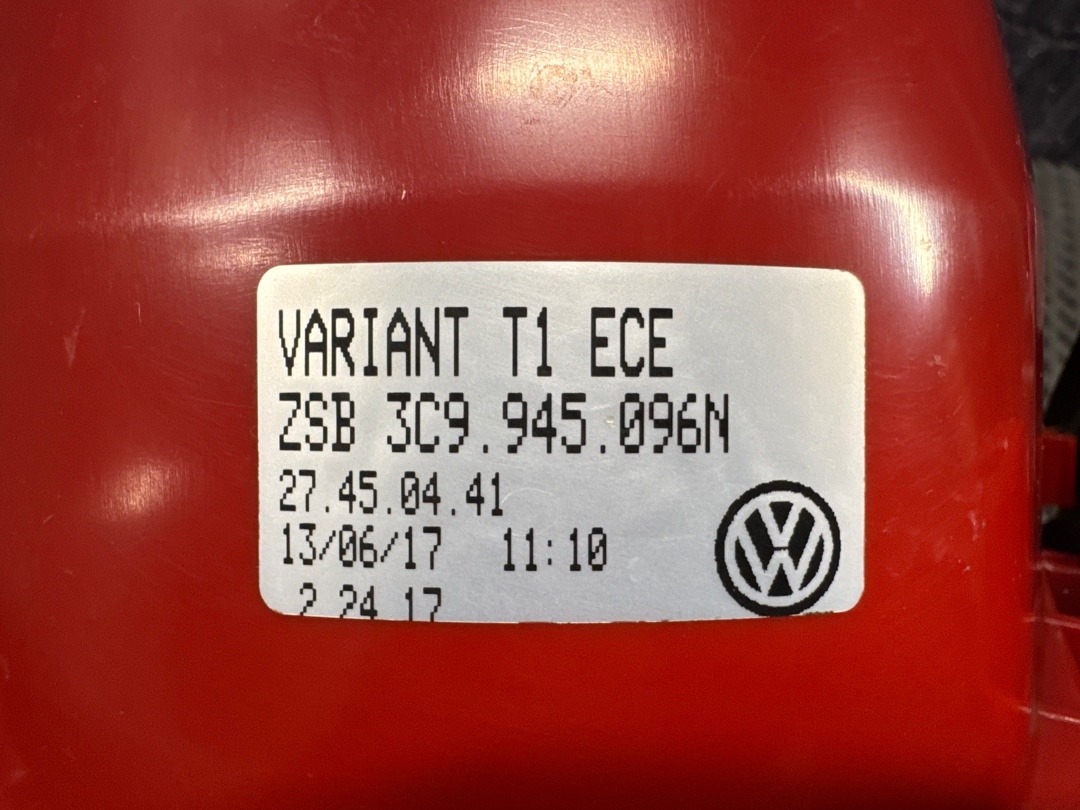 VARIANT T1 ECE
ZSB 3C9.945.096N
27.45.04.41
13/06/17 11:10
2 24 17